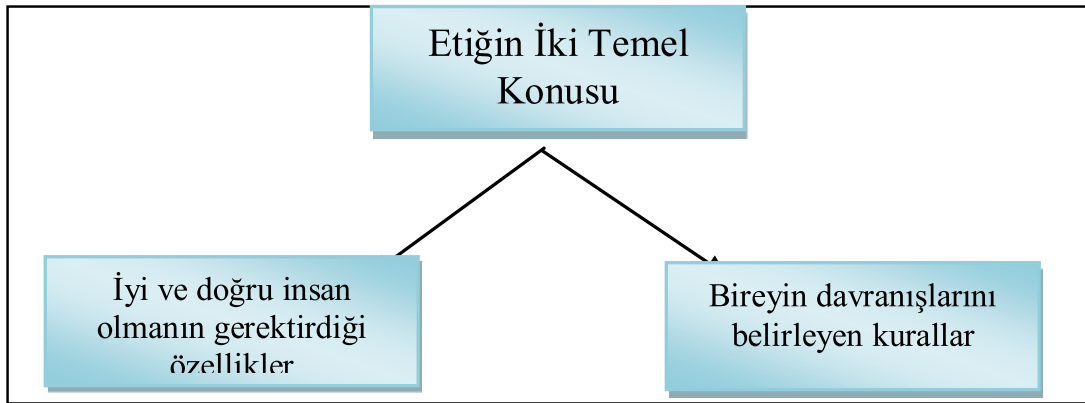 Etiğin İki Temel
Konusu
İyi ve doğru insan
olmanın gerektirdiği
özellikler
Bireyin davranışlarını
belirleyen kurallar